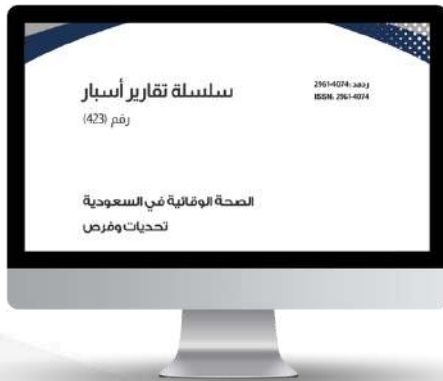 سلسلة تقارير أسبار
رقم (423)
ردمد: 2961-4074
ISSN: 2961-4074
الصحة الوقائية في السعودية
تحديات وفرص